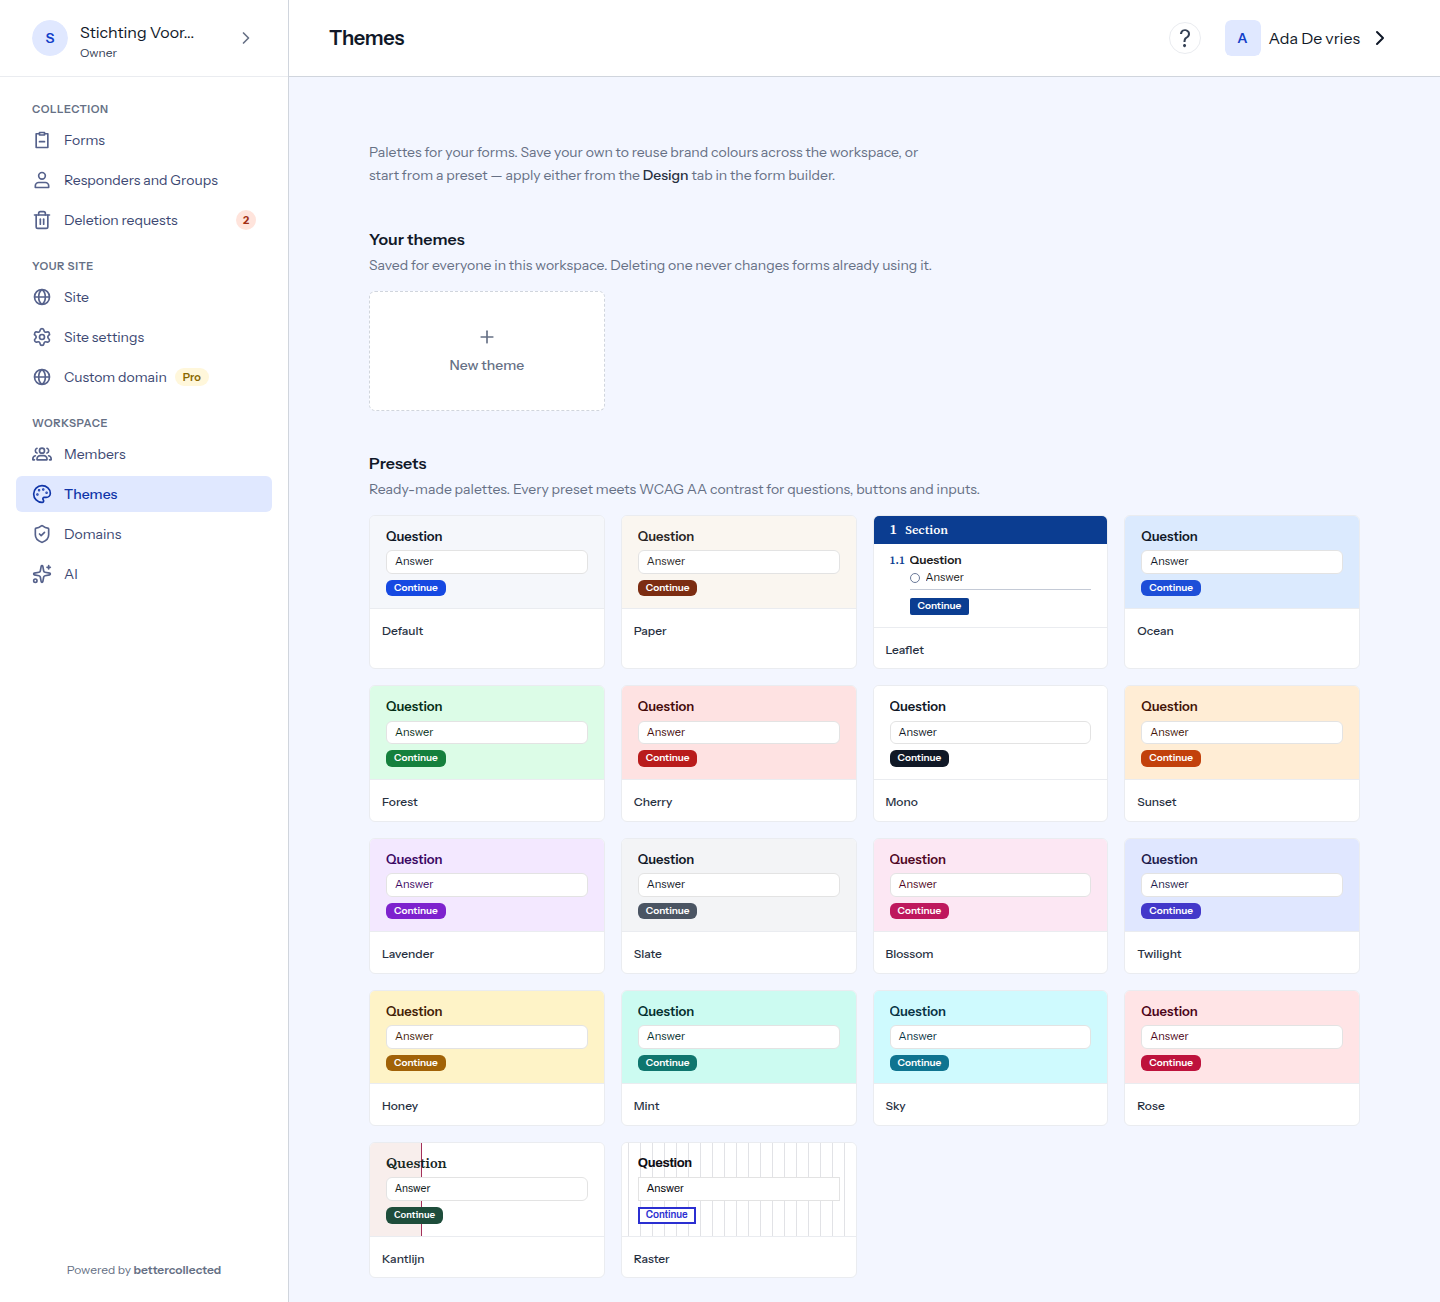 S
Stichting Voor...
Owner
Themes
?
A
Ada De vries
COLLECTION
Forms
Responders and Groups
Deletion requests
2
YOUR SITE
Site
Site settings
Custom domain
Pro
WORKSPACE
Members
Themes
Domains
AI
Powered by bettercollected
Palettes for your forms. Save your own to reuse brand colours across the workspace, or
start from a preset — apply either from the Design tab in the form builder.
Your themes
Saved for everyone in this workspace. Deleting one never changes forms already using it.
New theme
Presets
Ready-made palettes. Every preset meets WCAG AA contrast for questions, buttons and inputs.
Question
Answer
Continue
Default
Question
Answer
Continue
Paper
1 Section
1.1 Question
Answer
Continue
Leaflet
Question
Answer
Continue
Ocean
Question
Answer
Continue
Forest
Question
Answer
Continue
Cherry
Question
Answer
Continue
Mono
Question
Answer
Continue
Sunset
Question
Answer
Continue
Lavender
Question
Answer
Continue
Slate
Question
Answer
Continue
Blossom
Question
Answer
Continue
Twilight
Question
Answer
Continue
Honey
Question
Answer
Continue
Mint
Question
Answer
Continue
Sky
Question
Answer
Continue
Rose
Question
Answer
Continue
Kantlijn
Question
Answer
Continue
Raster